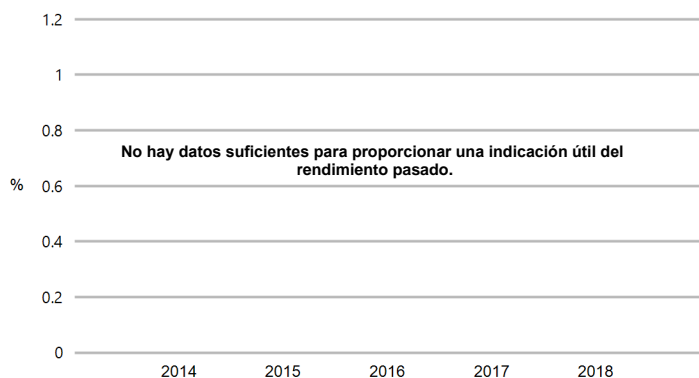 1.2
1
0.8
No hay datos suficientes para proporcionar una indicación útil del
rendimiento pasado.
%
0.6
0.4
0.2
0
2014 2015 2016 2017 2018